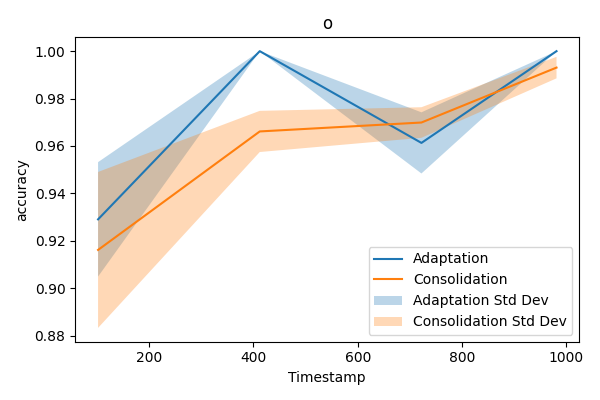 o
1.00
0.98
0.96
0.94
0.92
0.90
0.88
accuracy
200
400
600
800
1000
Timestamp
Adaptation
Consolidation
Adaptation Std Dev
Consolidation Std Dev